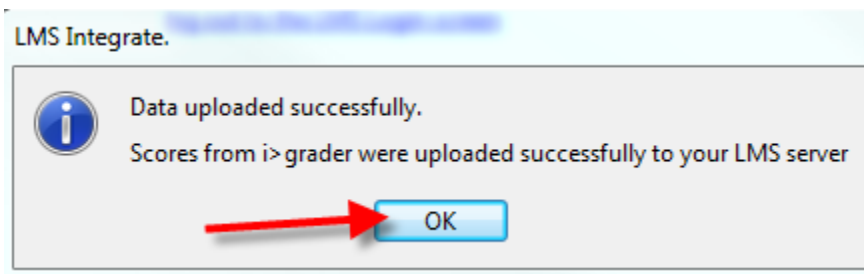 LMS Integrate.
Data uploaded successfully.
Scores from i>grader were uploaded successfully to your LMS server
OK